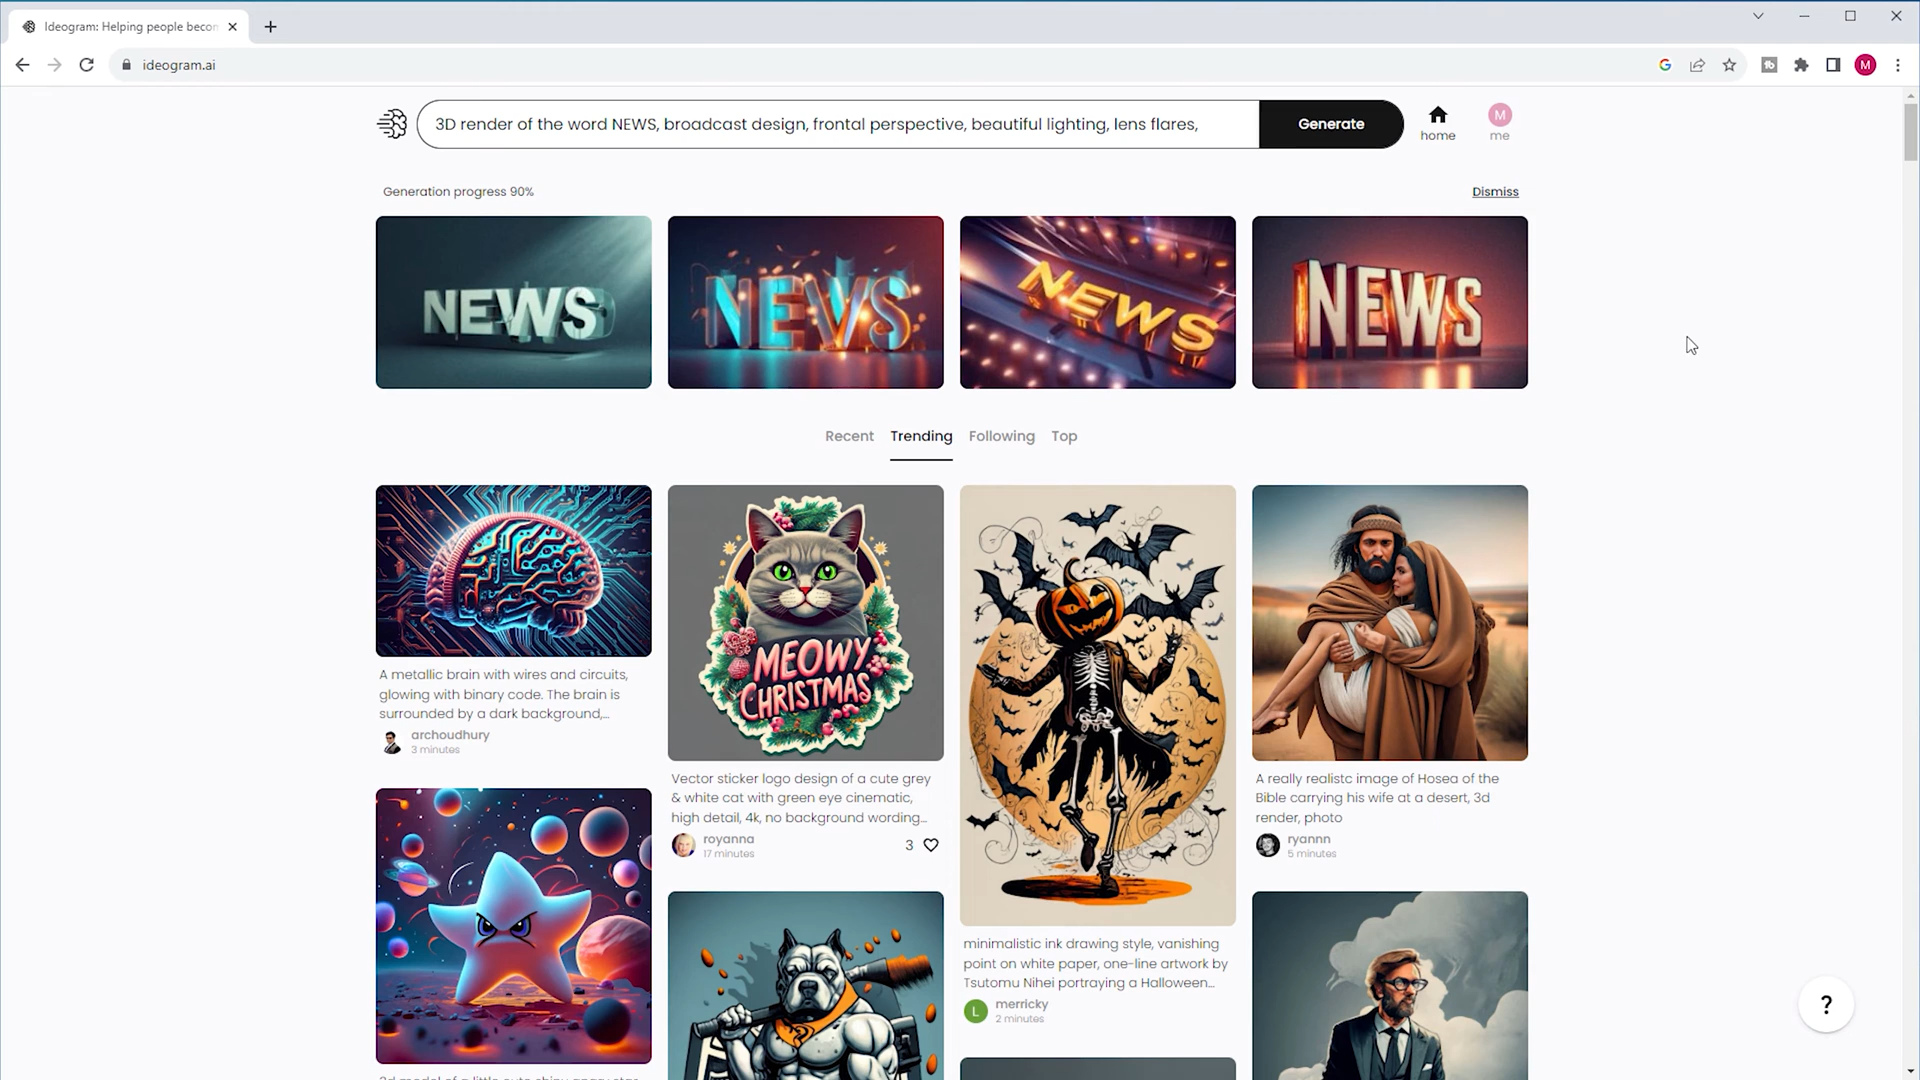 Ideogram: Helping people becon
ideogram.ai
M
3D render of the word NEWS, broadcast design, frontal perspective, beautiful lighting, lens flares,
Generate
home
M
me
Generation progress 90%
Dismiss
NEWS
NEWS
NEWS
NEWS
Recent
Trending
Following
Top
MEOWY
CHRISTMAS
A metallic brain with wires and circuits,
glowing with binary code. The brain is
surrounded by a dark background,...
archoudhury
3 minutes
Vector sticker logo design of a cute grey
& white cat with green eye cinematic,
high detail, 4k, no background wording...
royanna
17 minutes
3
A really realistc image of Hosea of the
Bible carrying his wife at a desert, 3d
render, photo
ryannn
5 minutes
minimalistic ink drawing style, vanishing
point on white paper, one-line artwork by
Tsutomu Nihei portraying a Halloween...
L
merricky
2 minutes
?